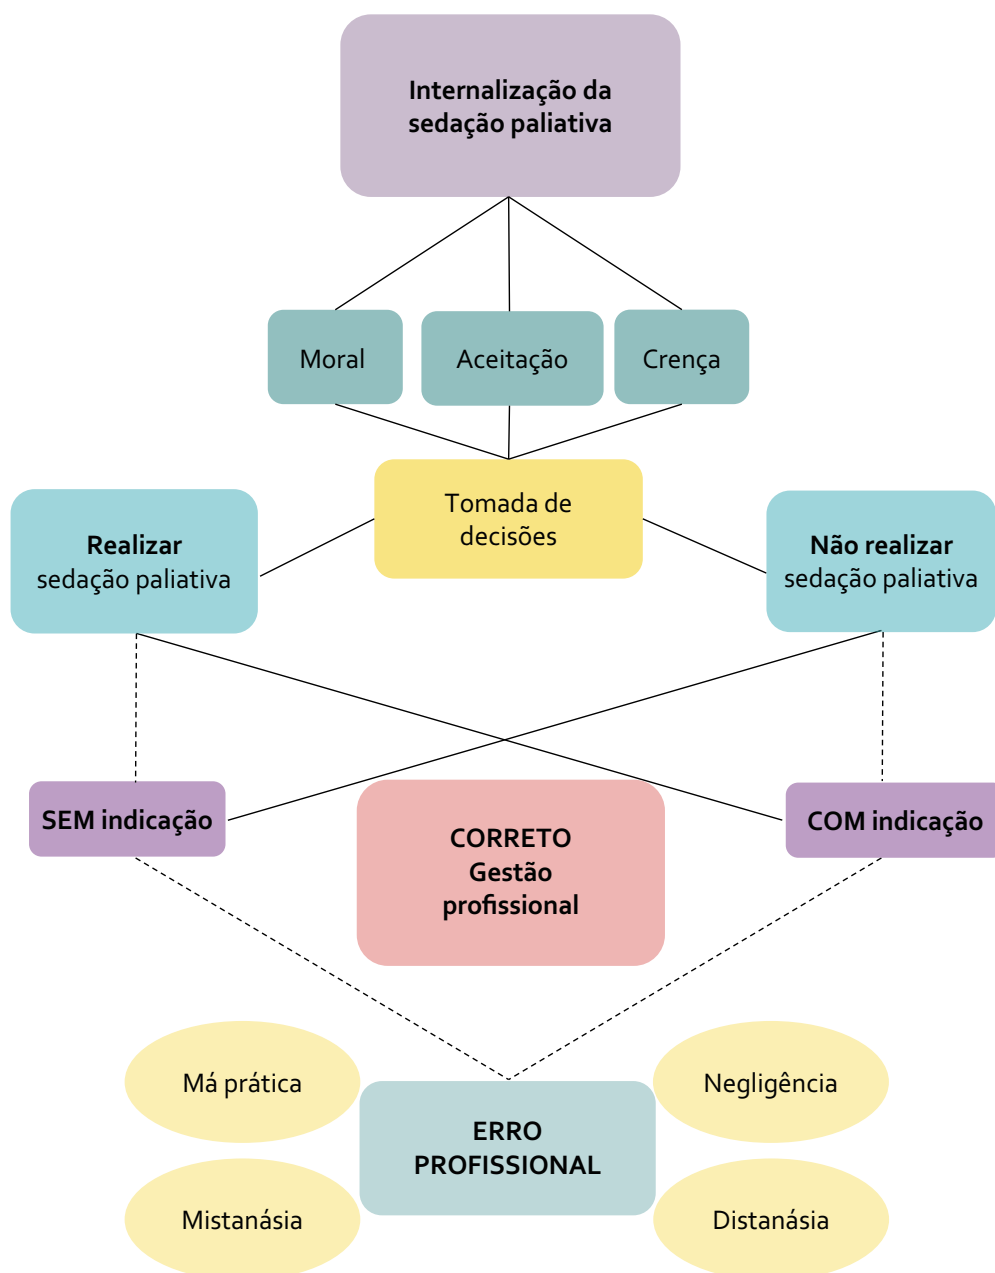 Internalização da
sedação paliativa
Moral
Aceitação
Crença
Tomada de
decisões
Realizar
sedação paliativa
Não realizar
sedação paliativa
SEM indicação
CORRETO
Gestão
profissional
COM indicação
Má prática
Negligência
ERRO
PROFISSIONAL
Mistanásia
Distanásia